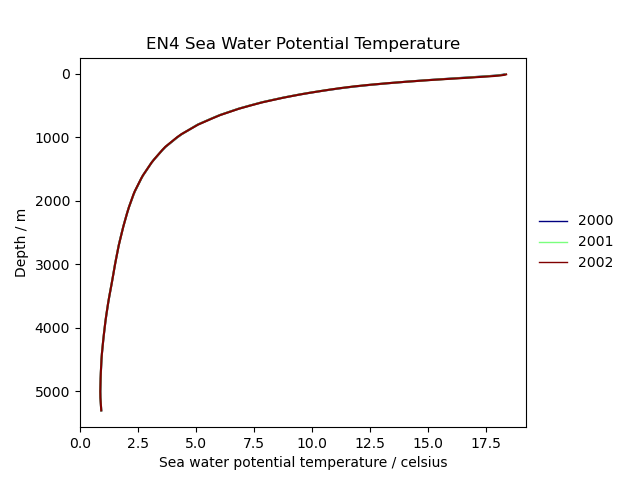 EN4 Sea Water Potential Temperature
0
1000
2000
3000
4000
5000
Depth / m
0.0 2.5 5.0 7.5 10.0 12.5 15.0 17.5
Sea water potential temperature / celsius
2000
2001
2002